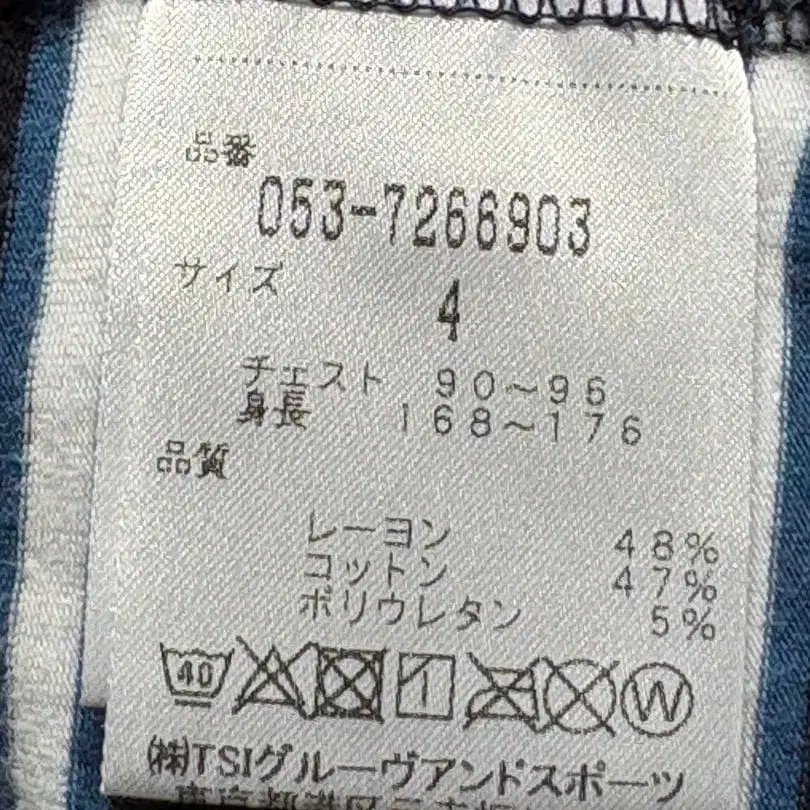 品番
053-7266903
サイズ
4
チェスト 90~96
身長 168~176
品質
レーヨン 48%
コットン 47%
ポリウレタン 5%
40 W
㈱TSIグルーヴアンドスポーツ